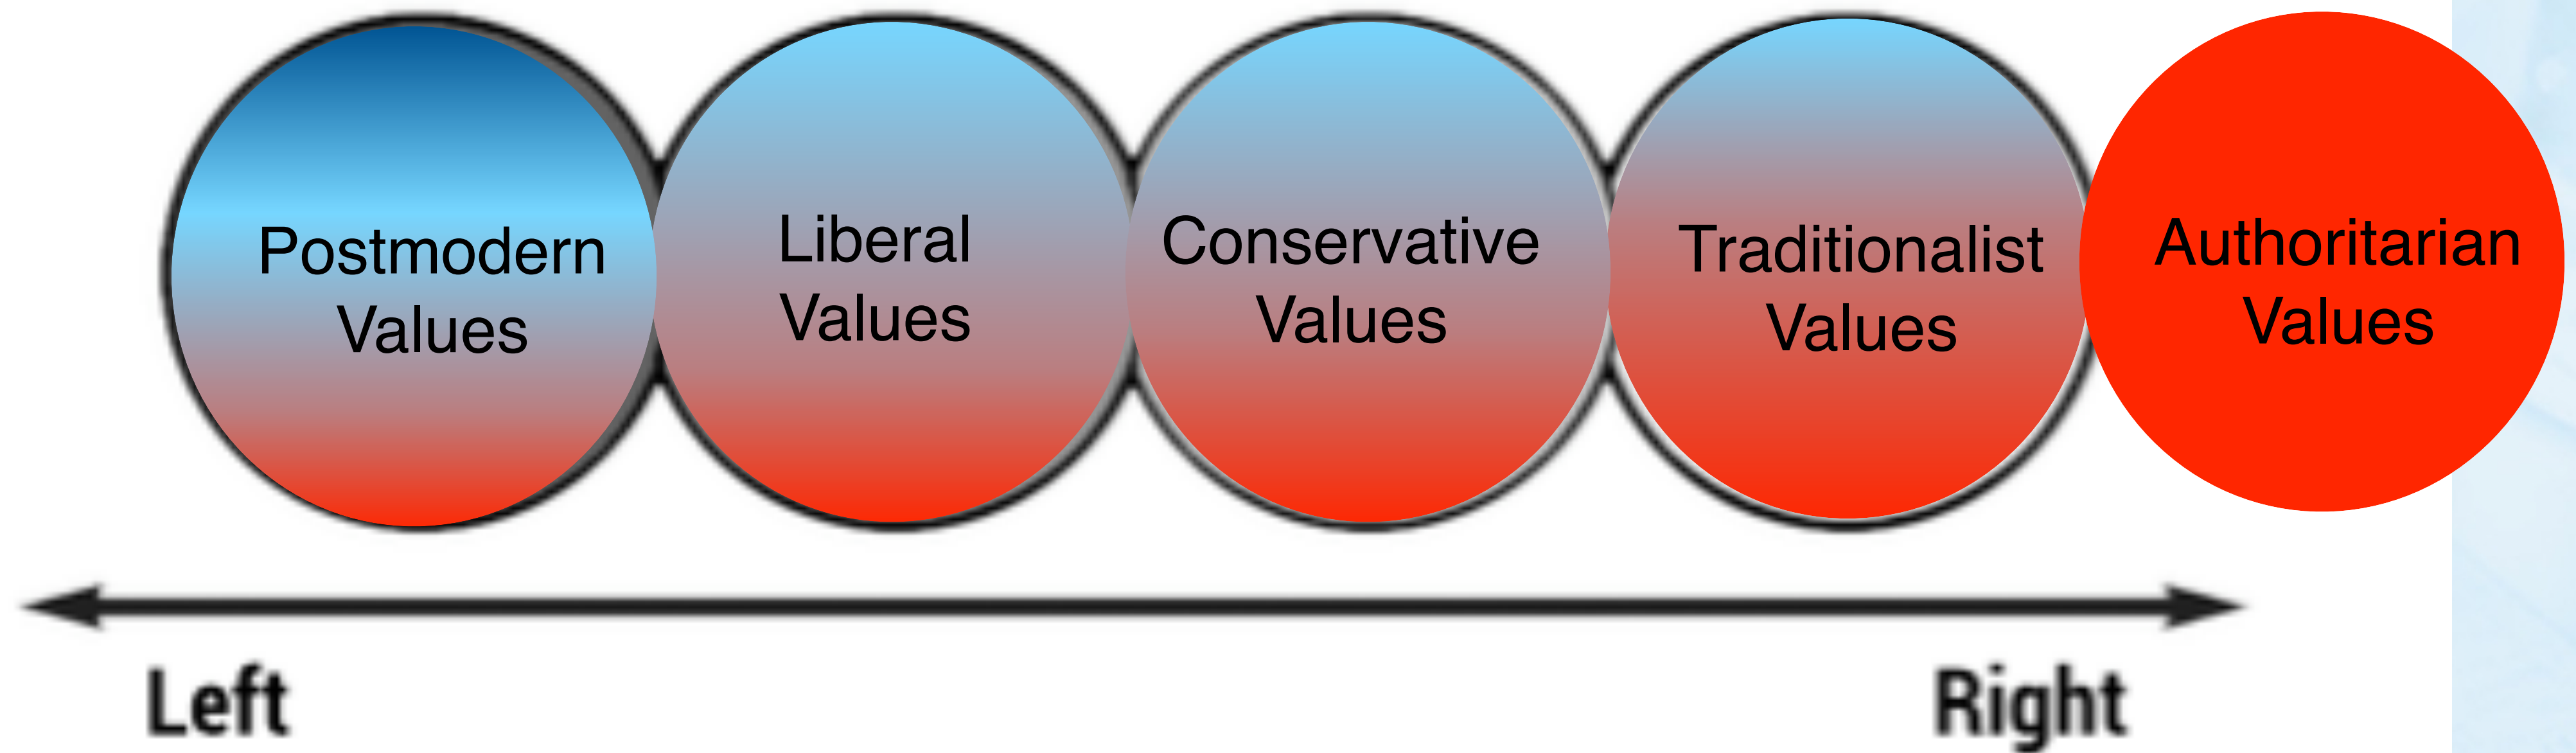 Postmodern
Values
Liberal
Values
Conservative
Values
Traditionalist
Values
Authoritarian
Values
Left
Right